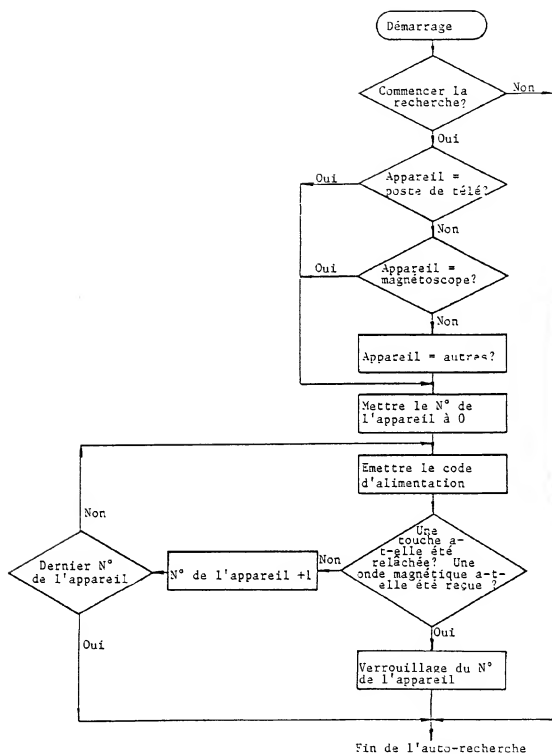 Démarrage
Commencer la
recherche?
Non
Oui
Oui
Appareil =
poste de télé?
Non
Oui
Appareil =
magnétoscope?
Non
Appareil = autres?
Mettre le N° de
l'appareil à 0
Emettre le code
d'alimentation
Non
Une
touche a-
t-elle été
relâchée? Une
onde magnétique a-t-
elle été reçue ?
Non
N° de l'appareil +1
Dernier N°
de l'appareil
Oui
Oui
Verrouillage du N°
de l'appareil
Fin de l'auto-recherche